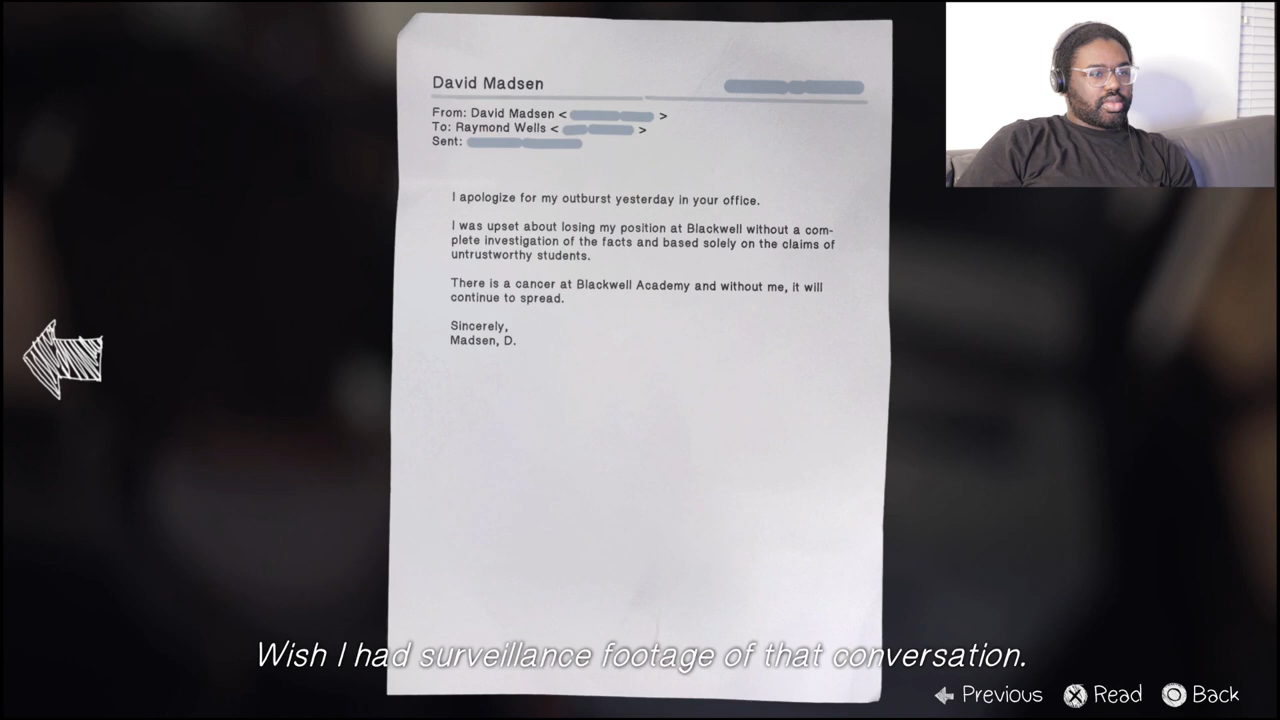 David Madsen
From: David Madsen < >
To: Raymond Wells < >
Sent:
I apologize for my outburst yesterday in your office.
I was upset about losing my position at Blackwell without a com-
plete investigation of the facts and based solely on the claims of
untrustworthy students.
There is a cancer at Blackwell Academy and without me, it will
continue to spread.
Sincerely,
Madsen, D.
Wish I had surveillance footage of that conversation.
Previous Read Back